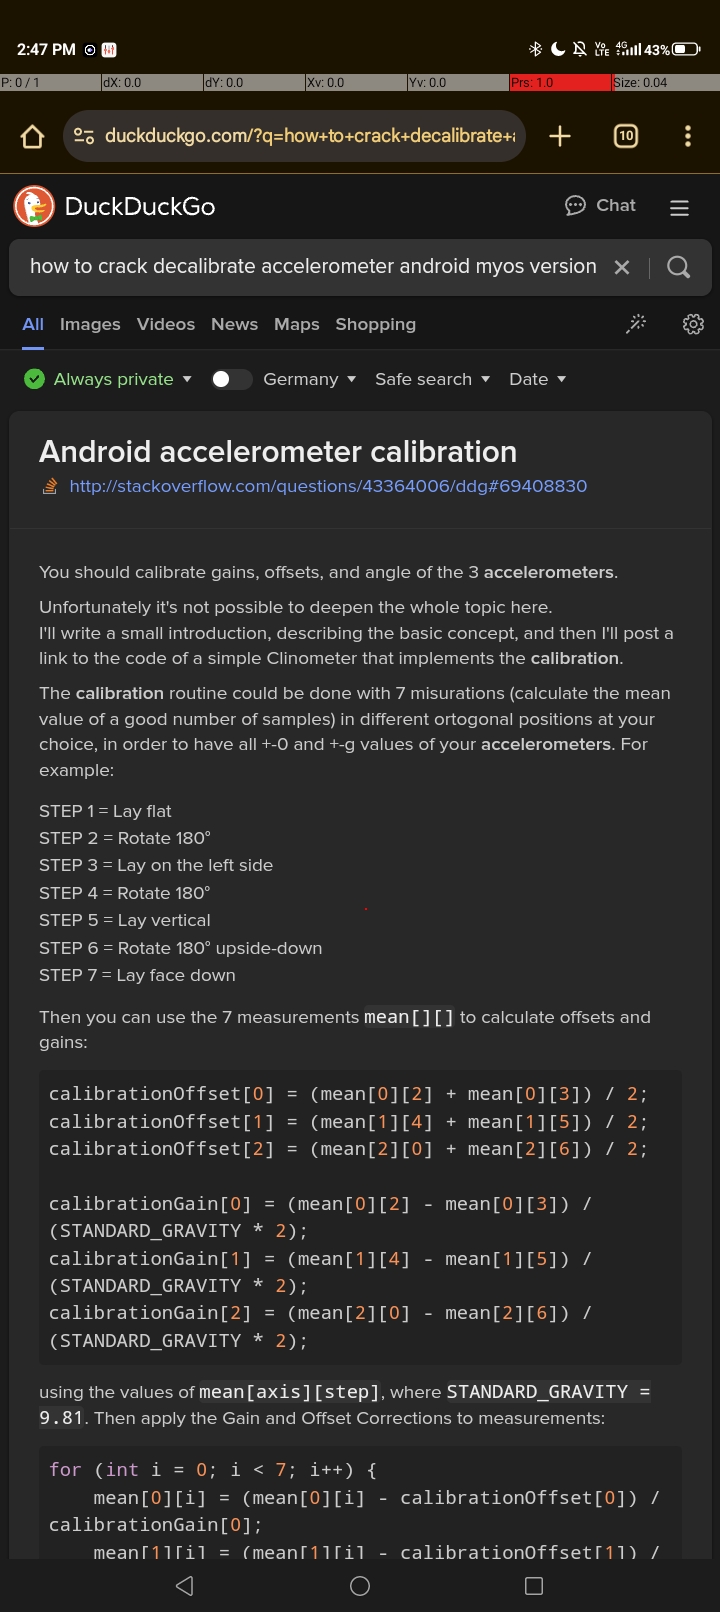 2:47 PM
Vo LTE 4G 43%
P: 0 / 1 dX: 0.0 dY: 0.0 Xv: 0.0 Yv: 0.0 Prs: 1.0 Size: 0.04
duckduckgo.com/?q=how+to+crack+decalibrate+a
10
DuckDuckGo Chat
how to crack decalibrate accelerometer android myos version
All Images Videos News Maps Shopping
Always private Germany Safe search Date
Android accelerometer calibration
http://stackoverflow.com/questions/43364006/ddg#69408830
You should calibrate gains, offsets, and angle of the 3 accelerometers.
Unfortunately it's not possible to deepen the whole topic here.
I'll write a small introduction, describing the basic concept, and then I'll post a
link to the code of a simple Clinometer that implements the calibration.
The calibration routine could be done with 7 misurations (calculate the mean
value of a good number of samples) in different ortogonal positions at your
choice, in order to have all +-0 and +-g values of your accelerometers. For
example:
STEP 1 = Lay flat
STEP 2 = Rotate 180°
STEP 3 = Lay on the left side
STEP 4 = Rotate 180°
STEP 5 = Lay vertical
STEP 6 = Rotate 180° upside-down
STEP 7 = Lay face down
Then you can use the 7 measurements mean[][] to calculate offsets and
gains:
calibrationOffset[0] = (mean[0][2] + mean[0][3]) / 2;
calibrationOffset[1] = (mean[1][4] + mean[1][5]) / 2;
calibrationOffset[2] = (mean[2][0] + mean[2][6]) / 2;
calibrationGain[0] = (mean[0][2] - mean[0][3]) /
(STANDARD_GRAVITY * 2);
calibrationGain[1] = (mean[1][4] - mean[1][5]) /
(STANDARD_GRAVITY * 2);
calibrationGain[2] = (mean[2][0] - mean[2][6]) /
(STANDARD_GRAVITY * 2);
using the values of mean[axis][step], where STANDARD_GRAVITY =
9.81. Then apply the Gain and Offset Corrections to measurements:
for (int i = 0; i < 7; i++) {
mean[0][i] = (mean[0][i] - calibrationOffset[0]) /
calibrationGain[0];
mean[1][i] = (mean[1][i] - calibrationOffset[1]) /